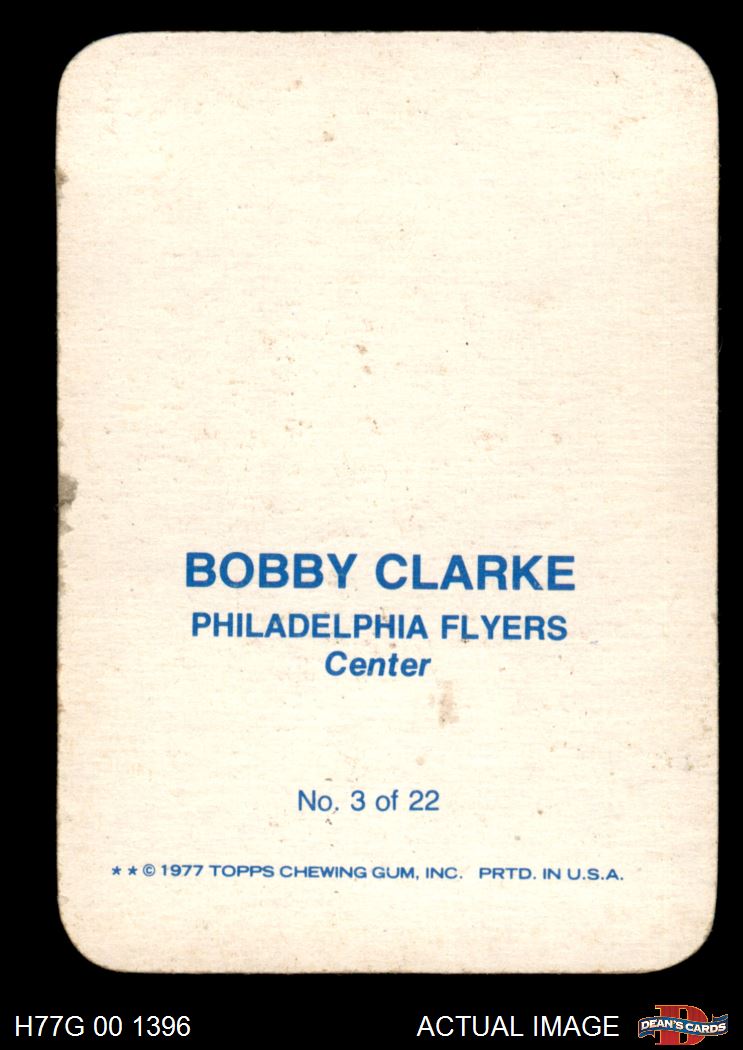 BOBBY CLARKE
PHILADELPHIA FLYERS
Center
No. 3 of 22
* * © 1977 TOPPS CHEWING GUM, INC. PRTD. IN U.S.A.
H77G 00 1396
ACTUAL IMAGE
DEAN'S CARDS